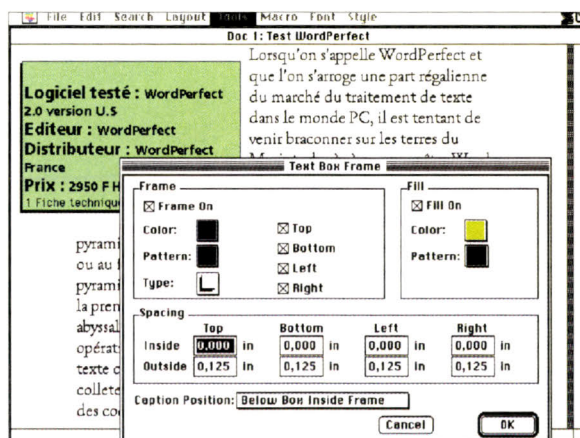 File Edit Search Layout Tools Macro Font Style
Doc 1: Test WordPerfect
Lorsqu'on s'appelle WordPerfect et
que l'on s'arroge une part régalienne
du marché du traitement de texte
dans le monde PC, il est tentant de
venir braconner sur les terres du
Logiciel testé : WordPerfect
2.0 version U.S
Editeur : WordPerfect
Distributeur : WordPerfect
France
Prix : 2950 F H
1 Fiche technique
pyrami
ou au
pyrami
la pren
abyssal
opérat
texte c
collete
des co
Text Box Frame
Frame
Frame On
Color:
Pattern:
Type:
Top
Bottom
Left
Right
Fill
Fill On
Color:
Pattern:
Spacing
Top Bottom Left Right
Inside 0,000 in 0,000 in 0,000 in 0,000 in
Outside 0,125 in 0,125 in 0,125 in 0,125 in
Caption Position: Below Box Inside Frame
Cancel OK